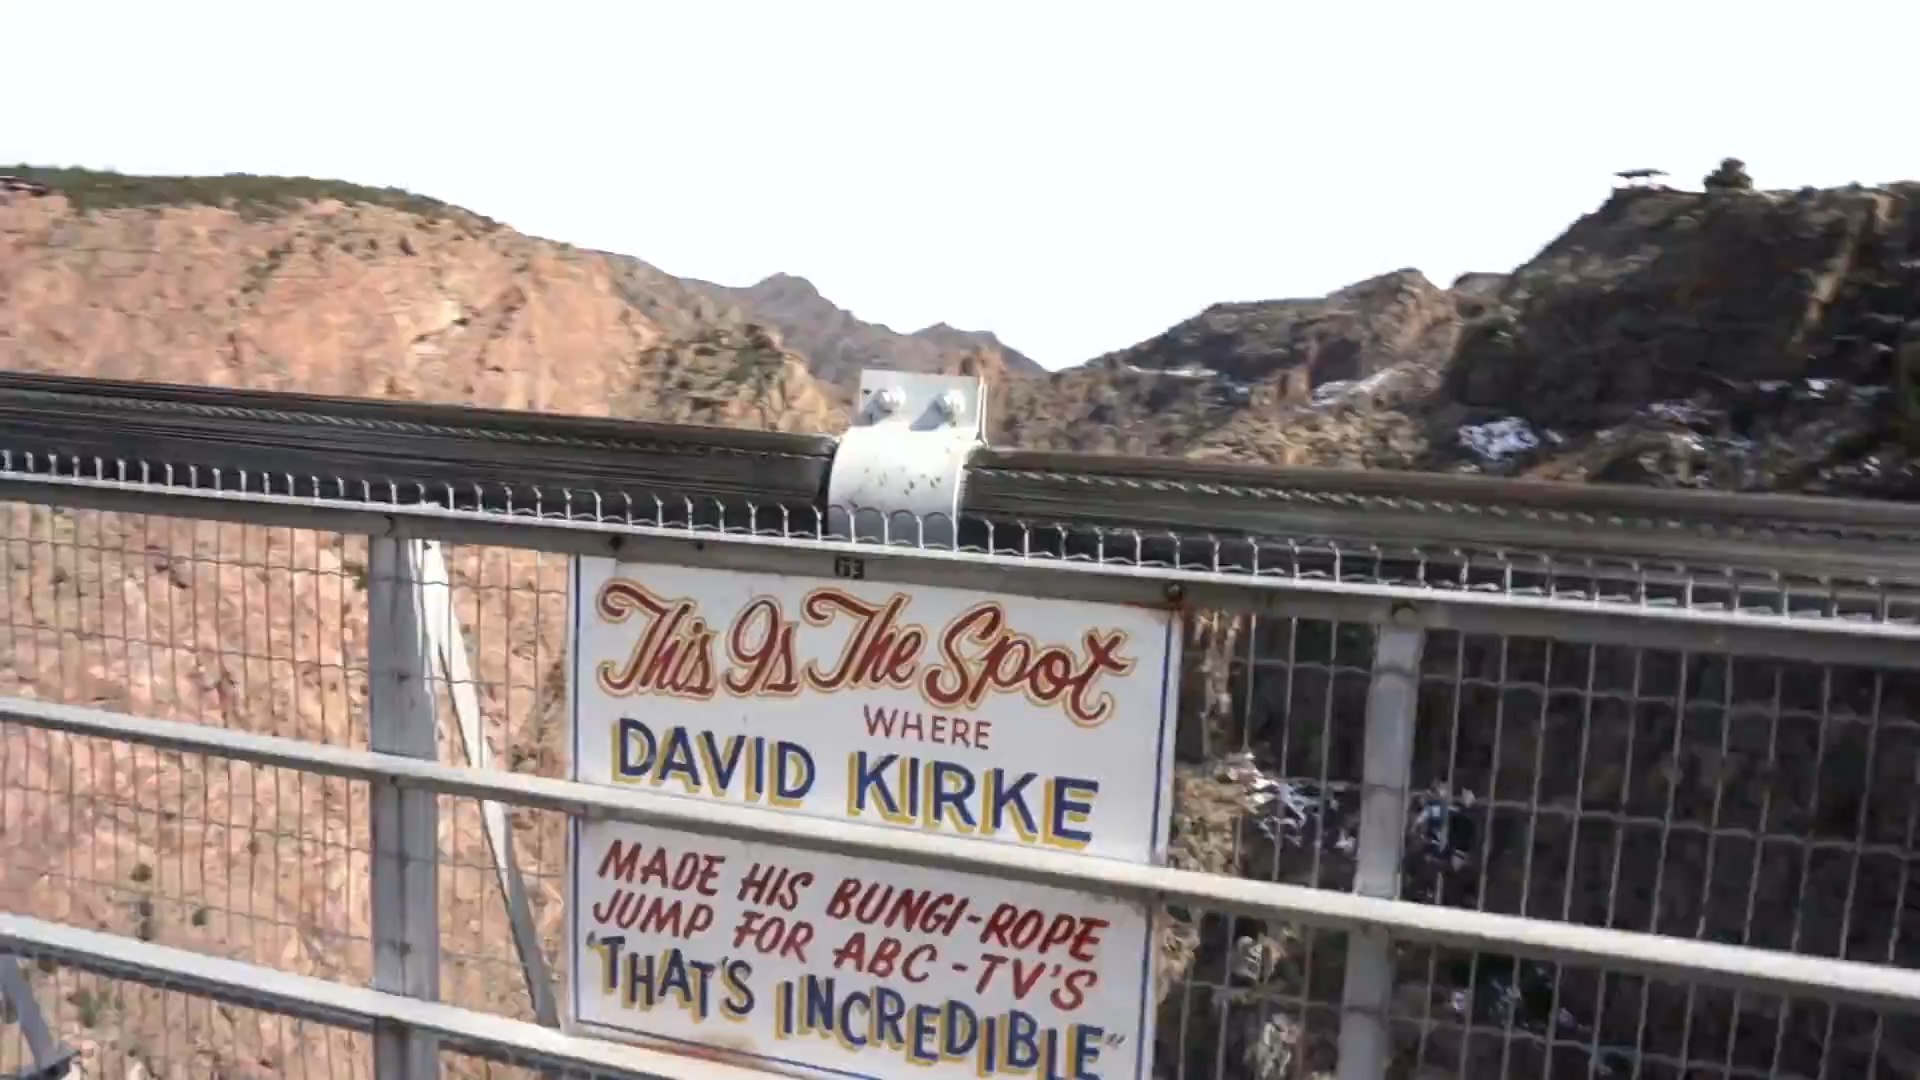 This Is The Spot
WHERE
DAVID KIRKE
MADE HIS BUNGI-ROPE
JUMP FOR ABC-TV'S
"THAT'S INCREDIBLE"